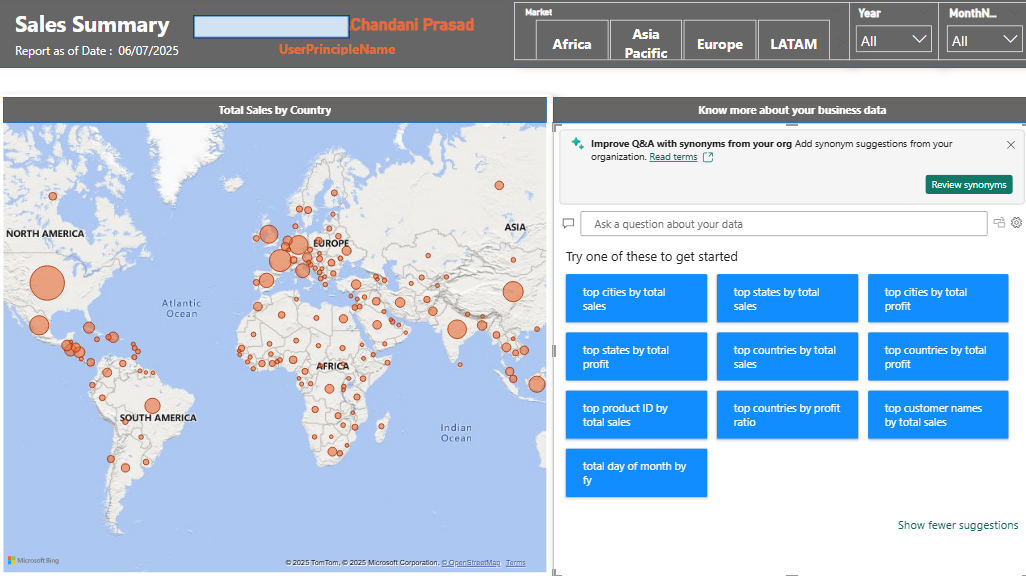 Sales Summary
Report as of Date : 06/07/2025
Chandani Prasad
UserPrincipleName
Market
Africa
Asia
Pacific
Europe
LATAM
Year
All
MonthN...
All
Total Sales by Country
NORTH AMERICA
EUROPE
ASIA
Atlantic
Ocean
AFRICA
SOUTH AMERICA
Indian
Ocean
Microsoft Bing
© 2025 TomTom, © 2025 Microsoft Corporation, © OpenStreetMap Terms
Know more about your business data
Improve Q&A with synonyms from your org Add synonym suggestions from your
organization. Read terms
Review synonyms
Ask a question about your data
Try one of these to get started
top cities by total
sales
top states by total
sales
top cities by total
profit
top states by total
profit
top countries by total
sales
top countries by total
profit
top product ID by
total sales
top countries by profit
ratio
top customer names
by total sales
total day of month by
fy
Show fewer suggestions